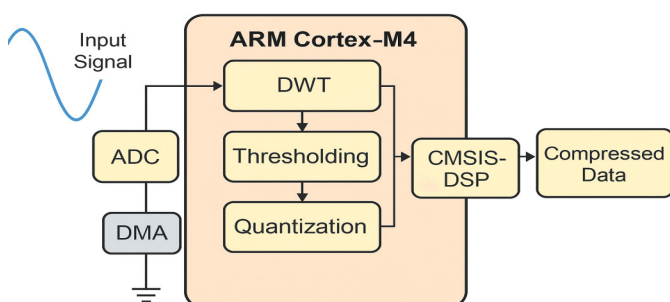 Input
Signal
ARM Cortex-M4
DWT
ADC
Thresholding
CMSIS-
DSP
Compressed
Data
DMA
Quantization